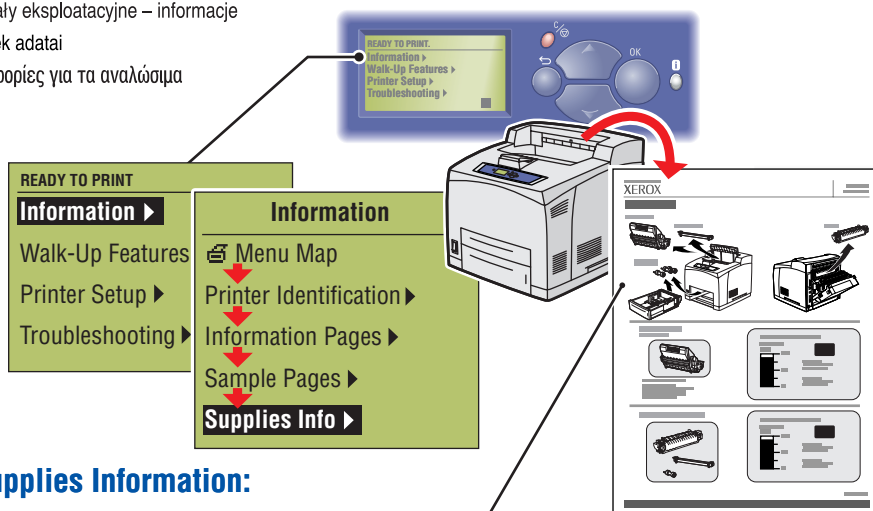 ały eksploatacyjne – informacje
ek adatai
ορίες για τα αναλώσιμα
READY TO PRINT.
Information
Walk-Up Features
Printer Setup
Troubleshooting
C/
OK
i
READY TO PRINT
Information
Walk-Up Features
Printer Setup
Troubleshooting
Information
Menu Map
Printer Identification
Information Pages
Sample Pages
Supplies Info
XEROX
upplies Information: